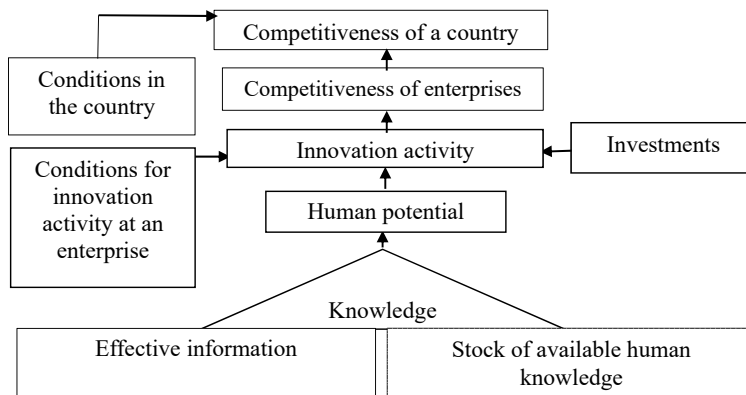 Competitiveness of a country
Conditions in
the country
Competitiveness of enterprises
Innovation activity
Investments
Conditions for
innovation
activity at an
enterprise
Human potential
Knowledge
Effective information
Stock of available human
knowledge